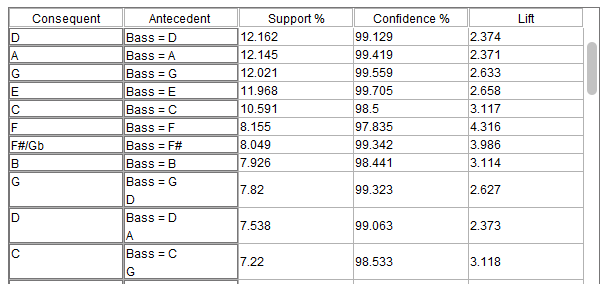 Consequent Antecedent Support % Confidence % Lift
D Bass = D 12.162 99.129 2.374
A Bass = A 12.145 99.419 2.371
G Bass = G 12.021 99.559 2.633
E Bass = E 11.968 99.705 2.658
C Bass = C 10.591 98.5 3.117
F Bass = F 8.155 97.835 4.316
F#/Gb Bass = F# 8.049 99.342 3.986
B Bass = B 7.926 98.441 3.114
G Bass = G 7.82 99.323 2.627
D
D Bass = D 7.538 99.063 2.373
A
C Bass = C 7.22 98.533 3.118
G